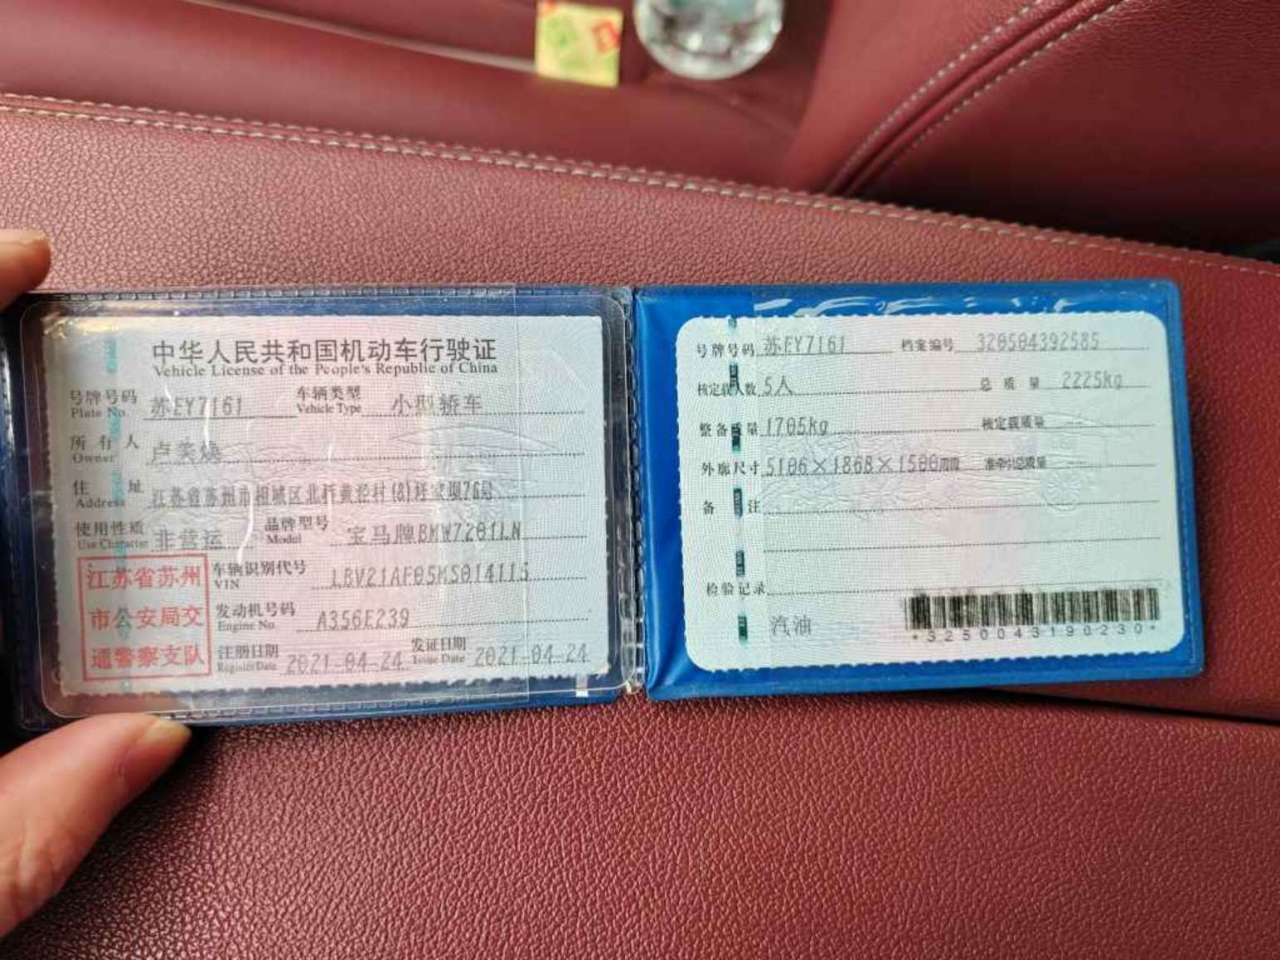 中华人民共和国机动车行驶证
Vehicle License of the People's Republic of China
号牌号码 苏EY7161 车辆类型 小型轿车
Plate No. Vehicle Type
所有人 卢
Owner
住址 江苏省苏州市相城区北桥黄泾村(8)
Address
使用性质 非营运 品牌型号 宝马牌BMW7201LN
Use Character Model
江苏省苏州
市公安局交
通警察支队
车辆识别代号 LBV21AF05MS014115
VIN
发动机号码 A356E239
Engine No.
注册日期 2021-04-24 发证日期 2021-04-24
Register Date Issue Date
号牌号码 苏EY7161 档案编号 320504392585
核定载人数 5人 总质量 2225kg
整备质量 1705kg 核定载质量 --
外廓尺寸 5106×1868×1500mm 准牵引总质量 --
备注
检验记录
汽油
*3250043190230*